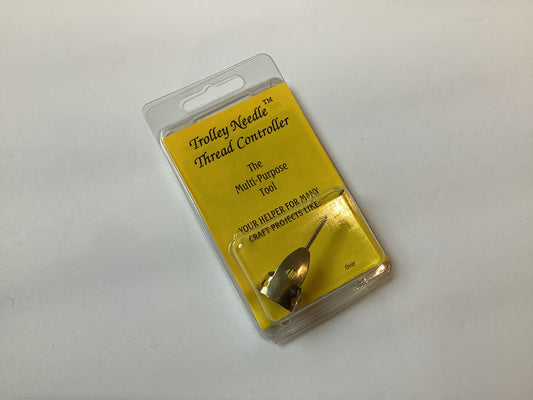 Trolley Needle™
Thread Controller
The
Multi-Purpose
Tool
YOUR HELPER FOR MANY
CRAFT PROJECTS LIKE
Over